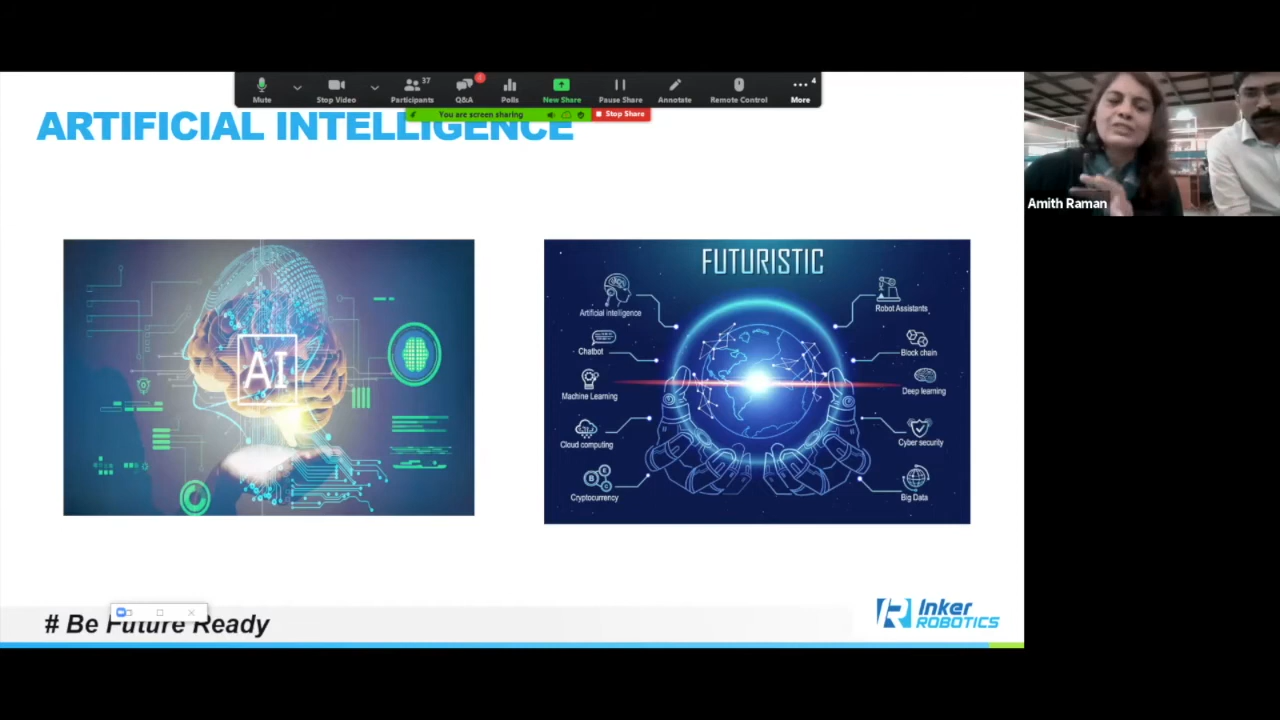 Mute
Stop Video
Participants
37
Q&A
Polls
New Share
Pause Share
Annotate
Remote Control
More
4
You are screen sharing
Stop Share
ARTIFICIAL INTELLIGENCE
Amith Raman
AI
FUTURISTIC
Artificial intelligence
Robot Assistants
Chatbot
Block chain
Machine Learning
Deep learning
Cloud computing
Cyber security
Cryptocurrency
Big Data
# Be Future Ready
Inker
ROBOTICS